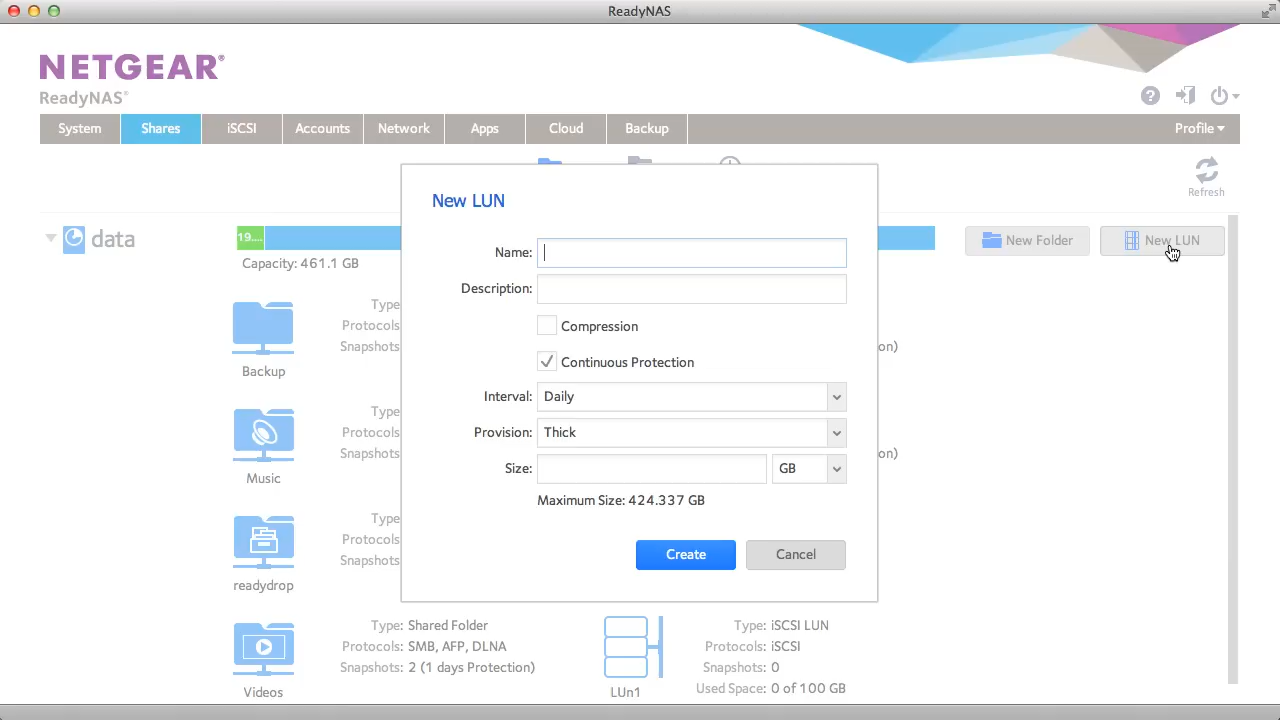 ReadyNAS
NETGEAR®
ReadyNAS®
System Shares iSCSI Accounts Network Apps Cloud Backup Profile
Refresh
data
19....
Capacity: 461.1 GB
New Folder
New LUN
New LUN
Name:
Description:
Compression
Continuous Protection
Interval: Daily
Provision: Thick
Size: GB
Maximum Size: 424.337 GB
Create Cancel
Backup
Type
Protocols
Snapshots
on)
Music
Type
Protocols
Snapshots
on)
readydrop
Type
Protocols
Snapshots
Videos
Type: Shared Folder
Protocols: SMB, AFP, DLNA
Snapshots: 2 (1 days Protection)
LUn1
Type: iSCSI LUN
Protocols: iSCSI
Snapshots: 0
Used Space: 0 of 100 GB